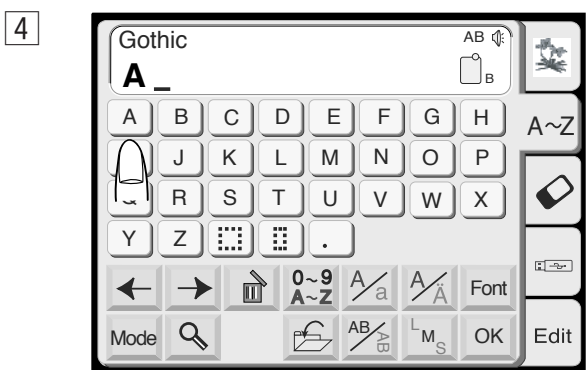 4
Gothic AB
A _ B
A B C D E F G H A~Z
J K L M N O P
R S T U V W X
Y Z .
0~9 A/a A/Ä Font
A~Z
Mode AB/AB L M S OK Edit